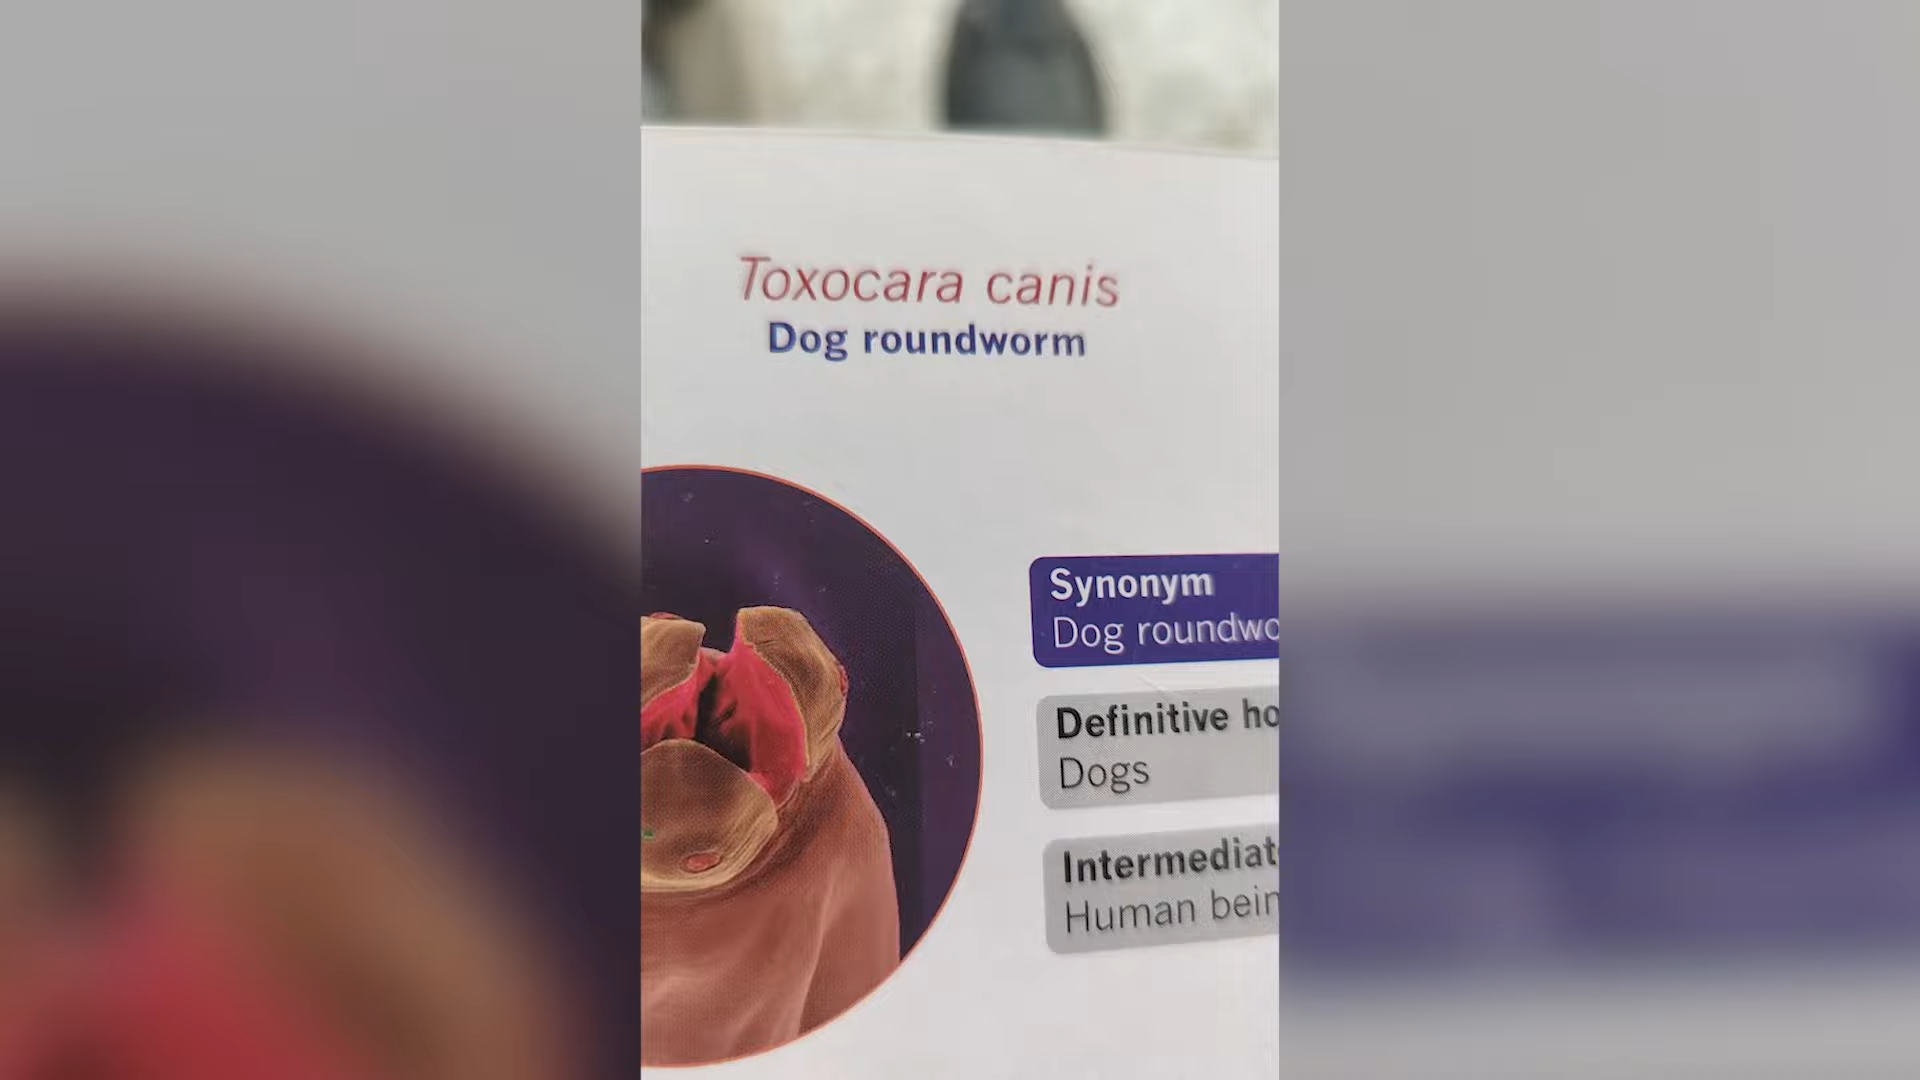 Toxocara canis
Dog roundworm
Synonym
Dog roundwo
Definitive ho
Dogs
Intermediat
Human bein